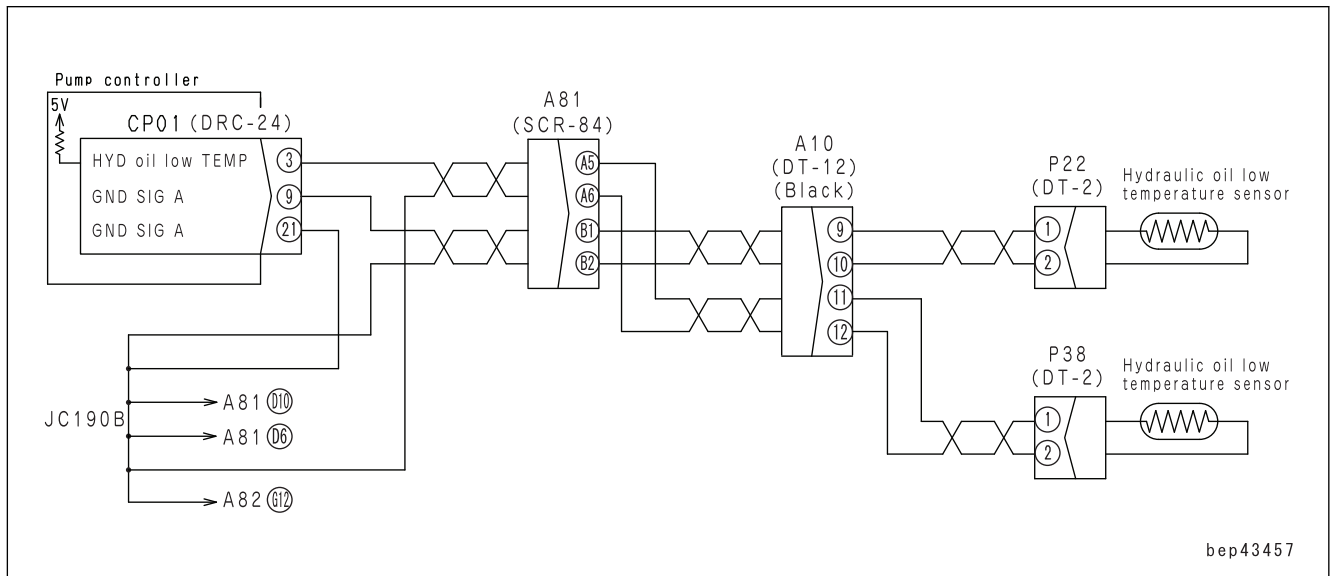 Pump controller
5V
CP01 (DRC-24)
HYD oil low TEMP 3
GND SIG A 9
GND SIG A 21
A81
(SCR-84)
A5
A6
B1
B2
A10
(DT-12)
(Black)
9
10
11
12
P22
(DT-2)
1
2
Hydraulic oil low
temperature sensor
P38
(DT-2)
1
2
Hydraulic oil low
temperature sensor
JC190B
A81 D10
A81 D6
A82 G12
bep43457